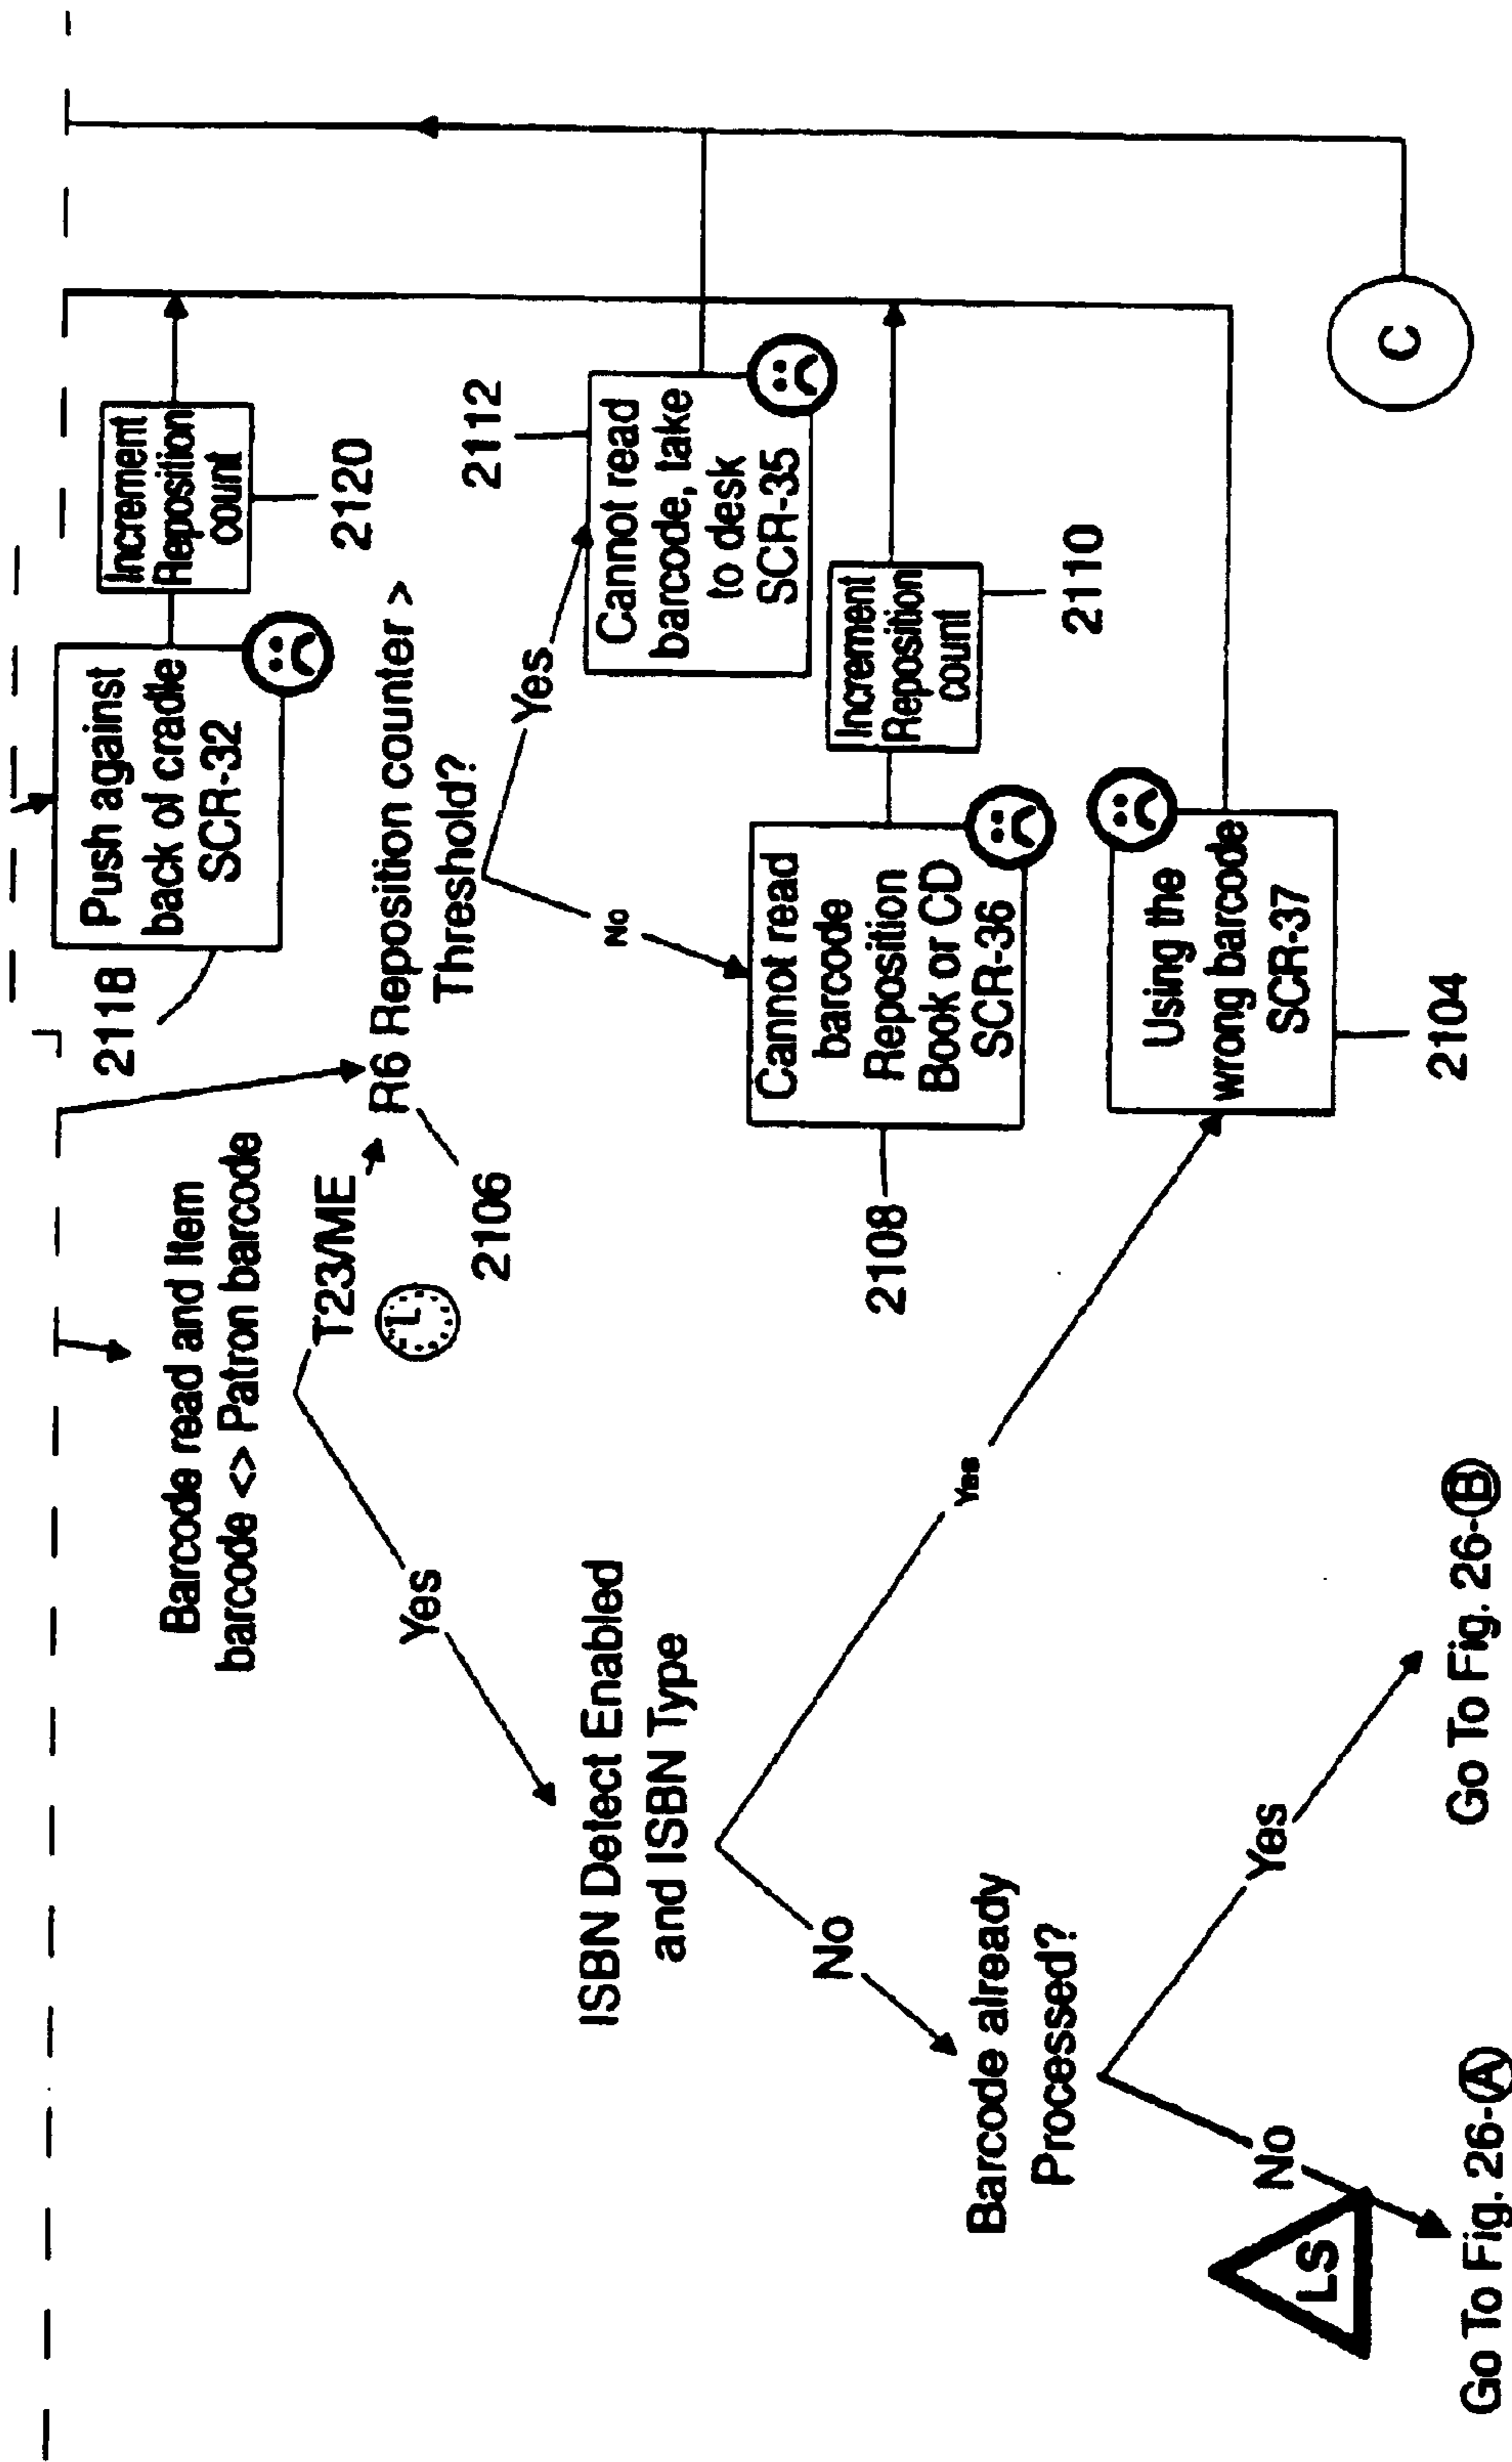 Push against
back of cradle
SCR-32
2118
Increment
Reposition
count
2120
Barcode read and Item
barcode <> Patron barcode
T23/ME
R6 Reposition counter >
Threshold?
2106
Yes
Yes
No
2112
Cannot read
barcode, take
to desk
SCR-35
ISBN Detect Enabled
and ISBN Type
Cannot read
barcode
Reposition
Book or CD
SCR-36
2108
Increment
Reposition
count
2110
No
Yes
Using the
wrong barcode
SCR-37
2104
Barcode already
Processed?
No
Yes
LS
C
Go To Fig. 26-A
Go To Fig. 26-B